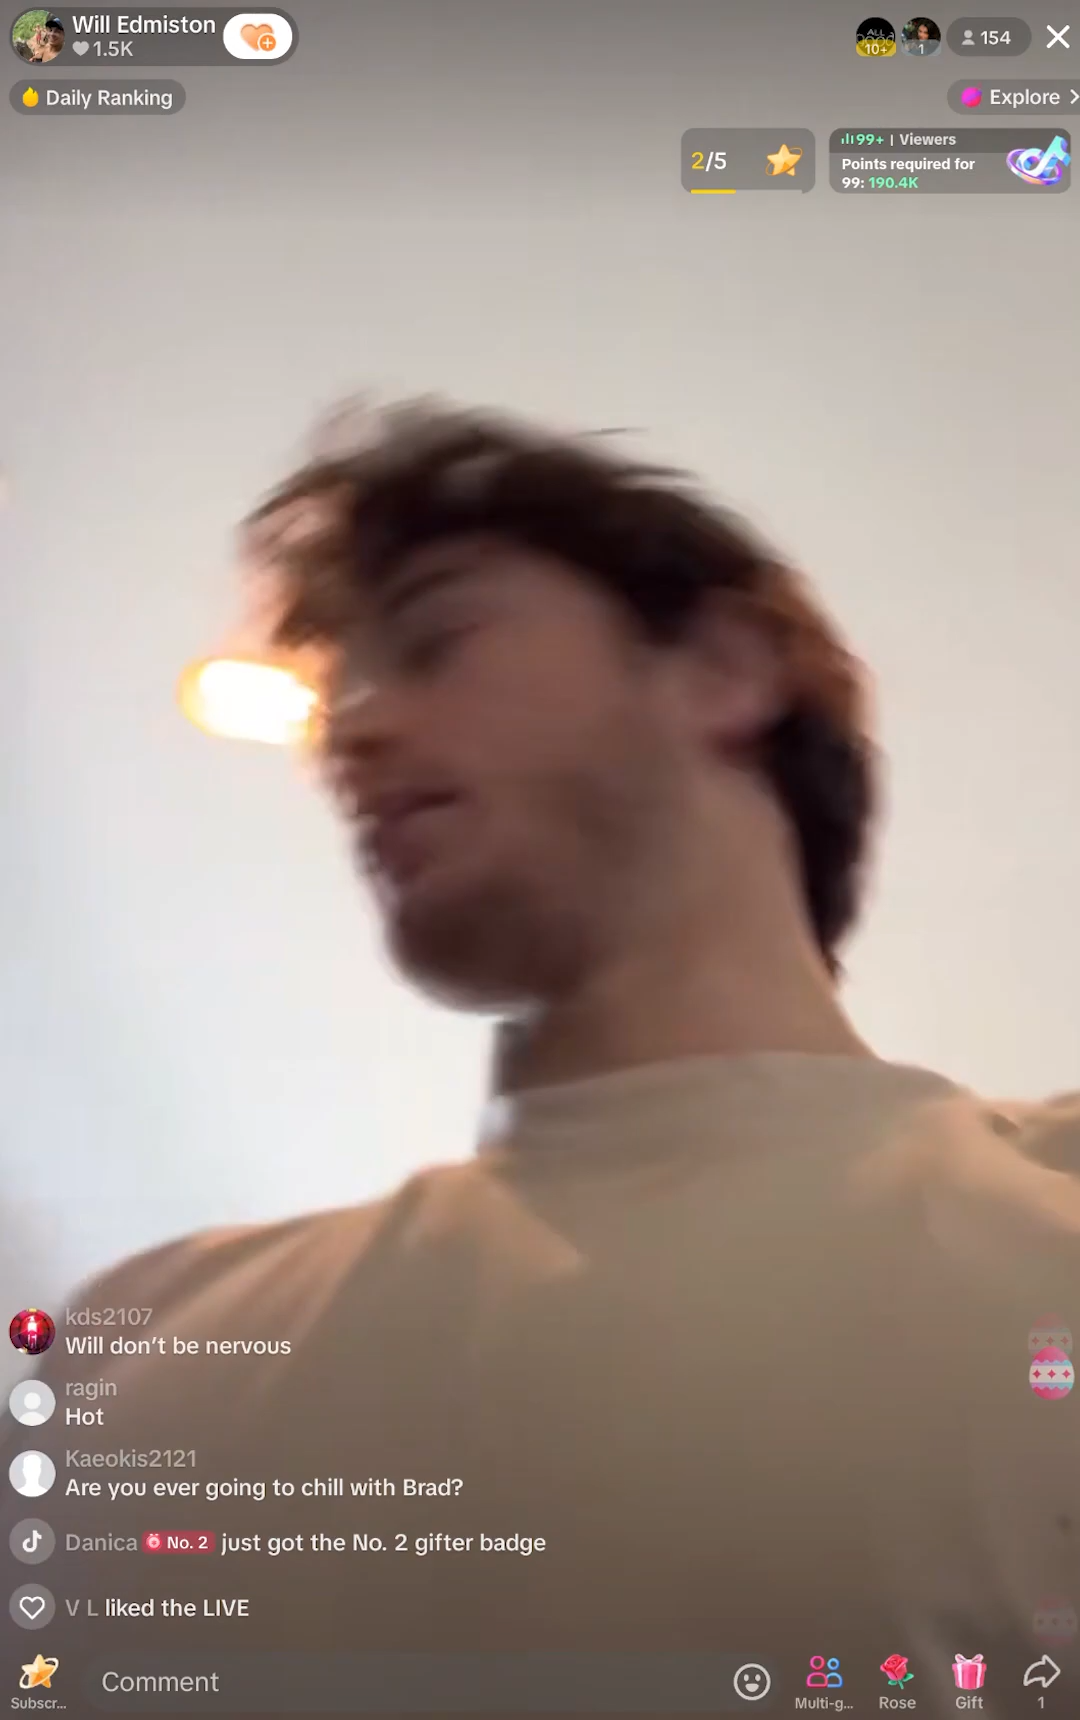 Will Edmiston
1.5K
10+
1
154
Daily Ranking
Explore
2/5
99+ | Viewers
Points required for
99: 190.4K
kds2107
Will don't be nervous
ragin
Hot
Kaeokis2121
Are you ever going to chill with Brad?
Danica No. 2 just got the No. 2 gifter badge
V L liked the LIVE
Subscr...
Comment
Multi-g...
Rose
Gift
1